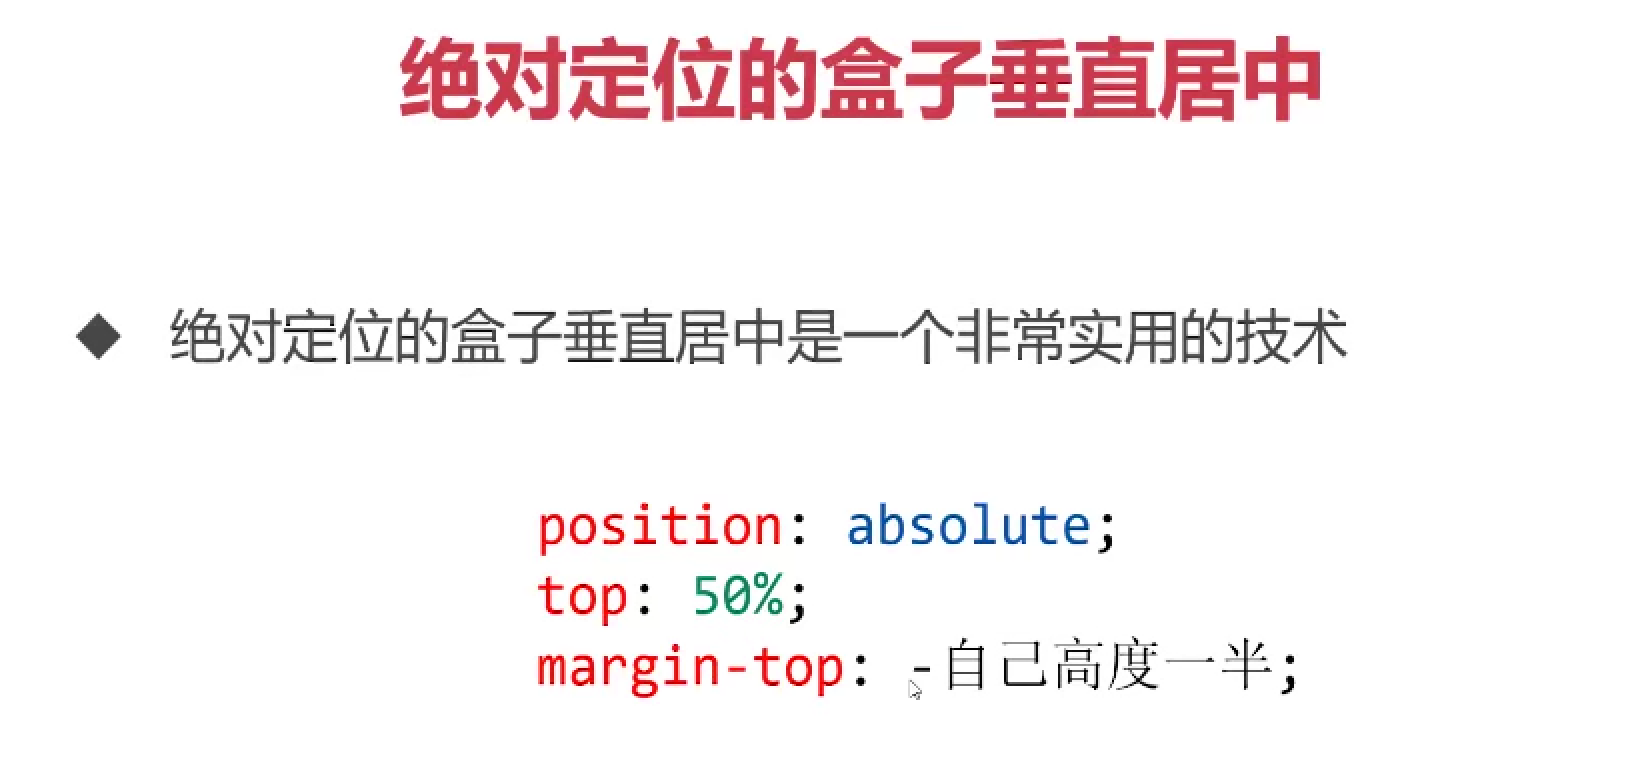 绝对定位的盒子垂直居中
绝对定位的盒子垂直居中是一个非常实用的技术
position: absolute;
top: 50%;
margin-top: -自己高度一半;